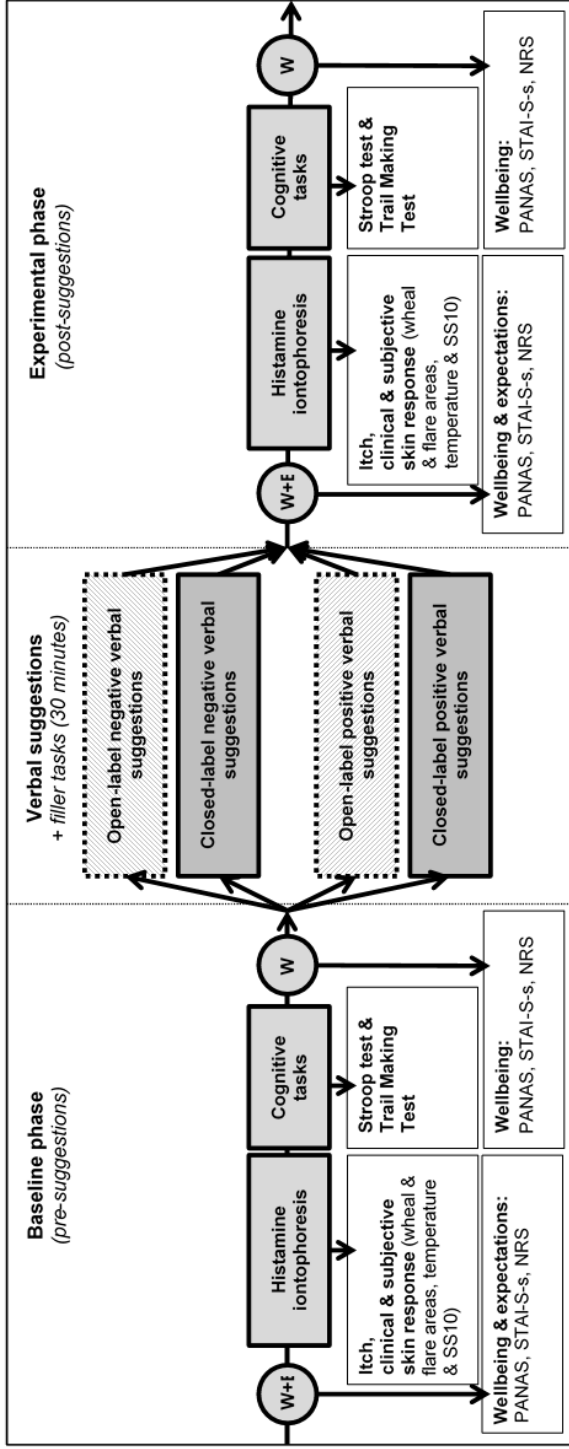 Baseline phase
(pre-suggestions)
W+E
Histamine
iontophoresis
Cognitive
tasks
W
Itch,
clinical & subjective
skin response (wheal &
flare areas, temperature
& SS10)
Stroop test &
Trail Making
Test
Wellbeing & expectations:
PANAS, STAI-S-s, NRS
Wellbeing:
PANAS, STAI-S-s, NRS
Verbal suggestions
+ filler tasks (30 minutes)
Open-label negative verbal
suggestions
Closed-label negative verbal
suggestions
Open-label positive verbal
suggestions
Closed-label positive verbal
suggestions
Experimental phase
(post-suggestions)
W+E
Histamine
iontophoresis
Cognitive
tasks
W
Itch,
clinical & subjective
skin response (wheal
& flare areas,
temperature & SS10)
Stroop test &
Trail Making
Test
Wellbeing & expectations:
PANAS, STAI-S-s, NRS
Wellbeing:
PANAS, STAI-S-s, NRS